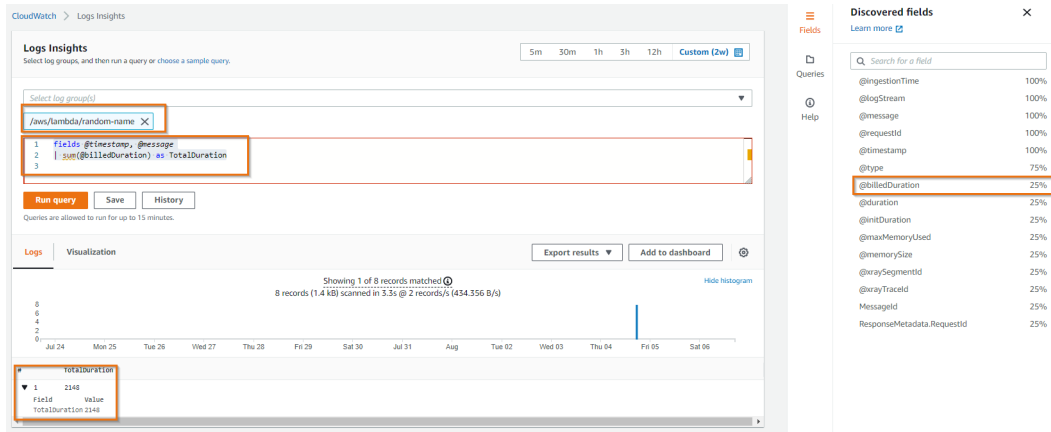 CloudWatch > Logs Insights
Logs Insights
Select log groups, and then run a query or choose a sample query.
5m 30m 1h 3h 12h Custom (2w)
Select log group(s)
/aws/lambda/random-name
1 fields @timestamp, @message
2 | sum(@billedDuration) as TotalDuration
3
Run query Save History
Queries are allowed to run for up to 15 minutes.
Logs Visualization
Export results Add to dashboard
Showing 1 of 8 records matched
8 records (1.4 kB) scanned in 3.3s @ 2 records/s (434.356 B/s)
Hide histogram
8
6
4
2
0
Jul 24 Mon 25 Tue 26 Wed 27 Thu 28 Fri 29 Sat 30 Jul 31 Aug Tue 02 Wed 03 Thu 04 Fri 05 Sat 06
# TotalDuration
1 2148
Field Value
TotalDuration 2148
Fields
Queries
Help
Discovered fields
Learn more
Search for a field
@ingestionTime 100%
@logStream 100%
@message 100%
@requestId 100%
@timestamp 100%
@type 75%
@billedDuration 25%
@duration 25%
@initDuration 25%
@maxMemoryUsed 25%
@memorySize 25%
@xraySegmentId 25%
@xrayTraceId 25%
MessageId 25%
ResponseMetadata.RequestId 25%